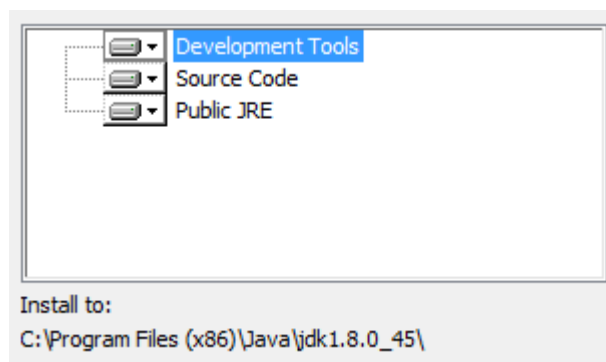 Development Tools
Source Code
Public JRE
Install to:
C:\Program Files (x86)\Java\jdk1.8.0_45\